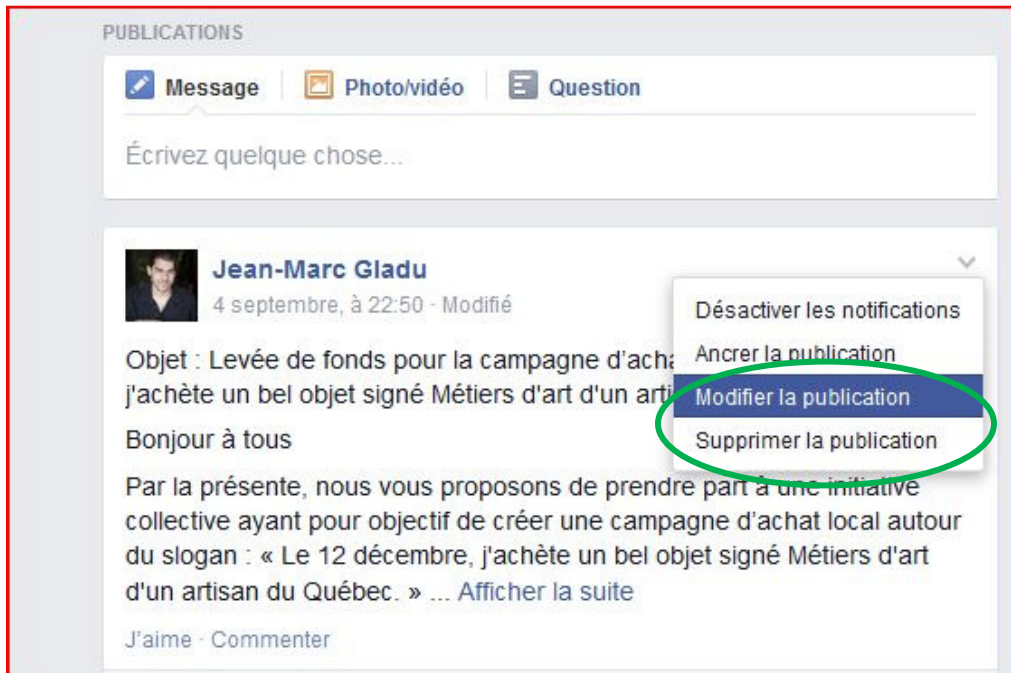 PUBLICATIONS
Message Photo/vidéo Question
Écrivez quelque chose...
Jean-Marc Gladu
4 septembre, à 22:50 · Modifié
Désactiver les notifications
Ancrer la publication
Modifier la publication
Supprimer la publication
Objet : Levée de fonds pour la campagne d'acha
j'achète un bel objet signé Métiers d'art d'un arti
Bonjour à tous
Par la présente, nous vous proposons de prendre part à une initiative
collective ayant pour objectif de créer une campagne d'achat local autour
du slogan : « Le 12 décembre, j'achète un bel objet signé Métiers d'art
d'un artisan du Québec. » ... Afficher la suite
J'aime · Commenter